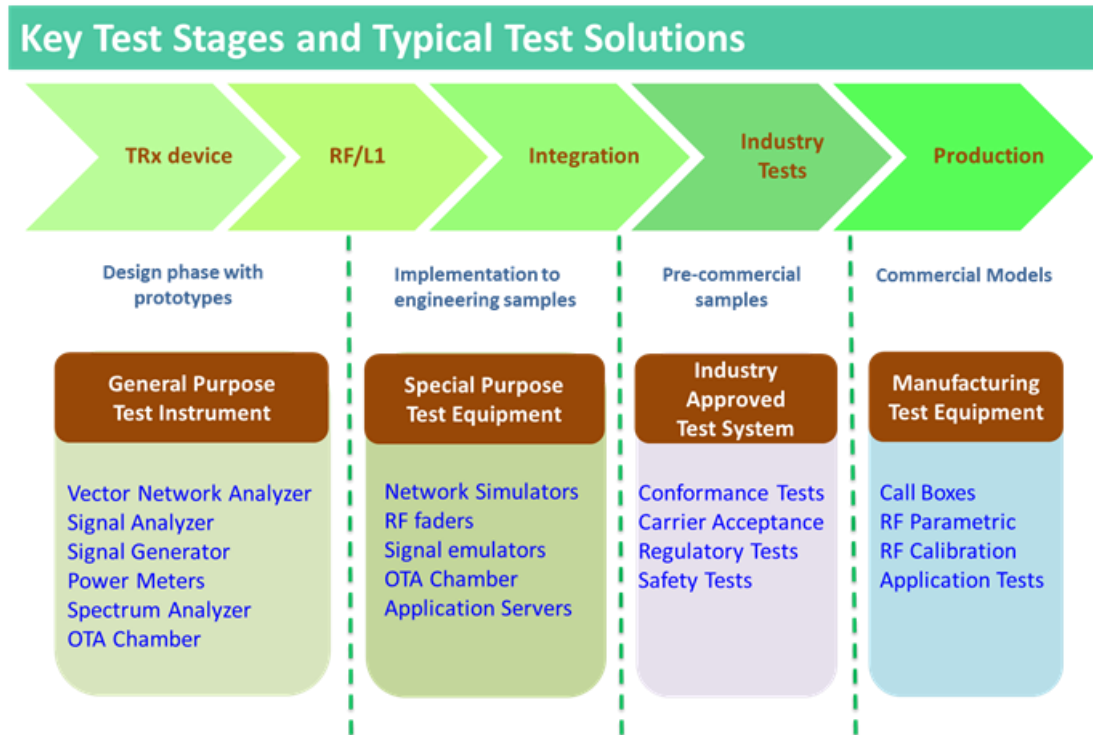 Key Test Stages and Typical Test Solutions
TRx device
RF/L1
Integration
Industry
Tests
Production
Design phase with
prototypes
Implementation to
engineering samples
Pre-commercial
samples
Commercial Models
General Purpose
Test Instrument
Vector Network Analyzer
Signal Analyzer
Signal Generator
Power Meters
Spectrum Analyzer
OTA Chamber
Special Purpose
Test Equipment
Network Simulators
RF faders
Signal emulators
OTA Chamber
Application Servers
Industry
Approved
Test System
Conformance Tests
Carrier Acceptance
Regulatory Tests
Safety Tests
Manufacturing
Test Equipment
Call Boxes
RF Parametric
RF Calibration
Application Tests